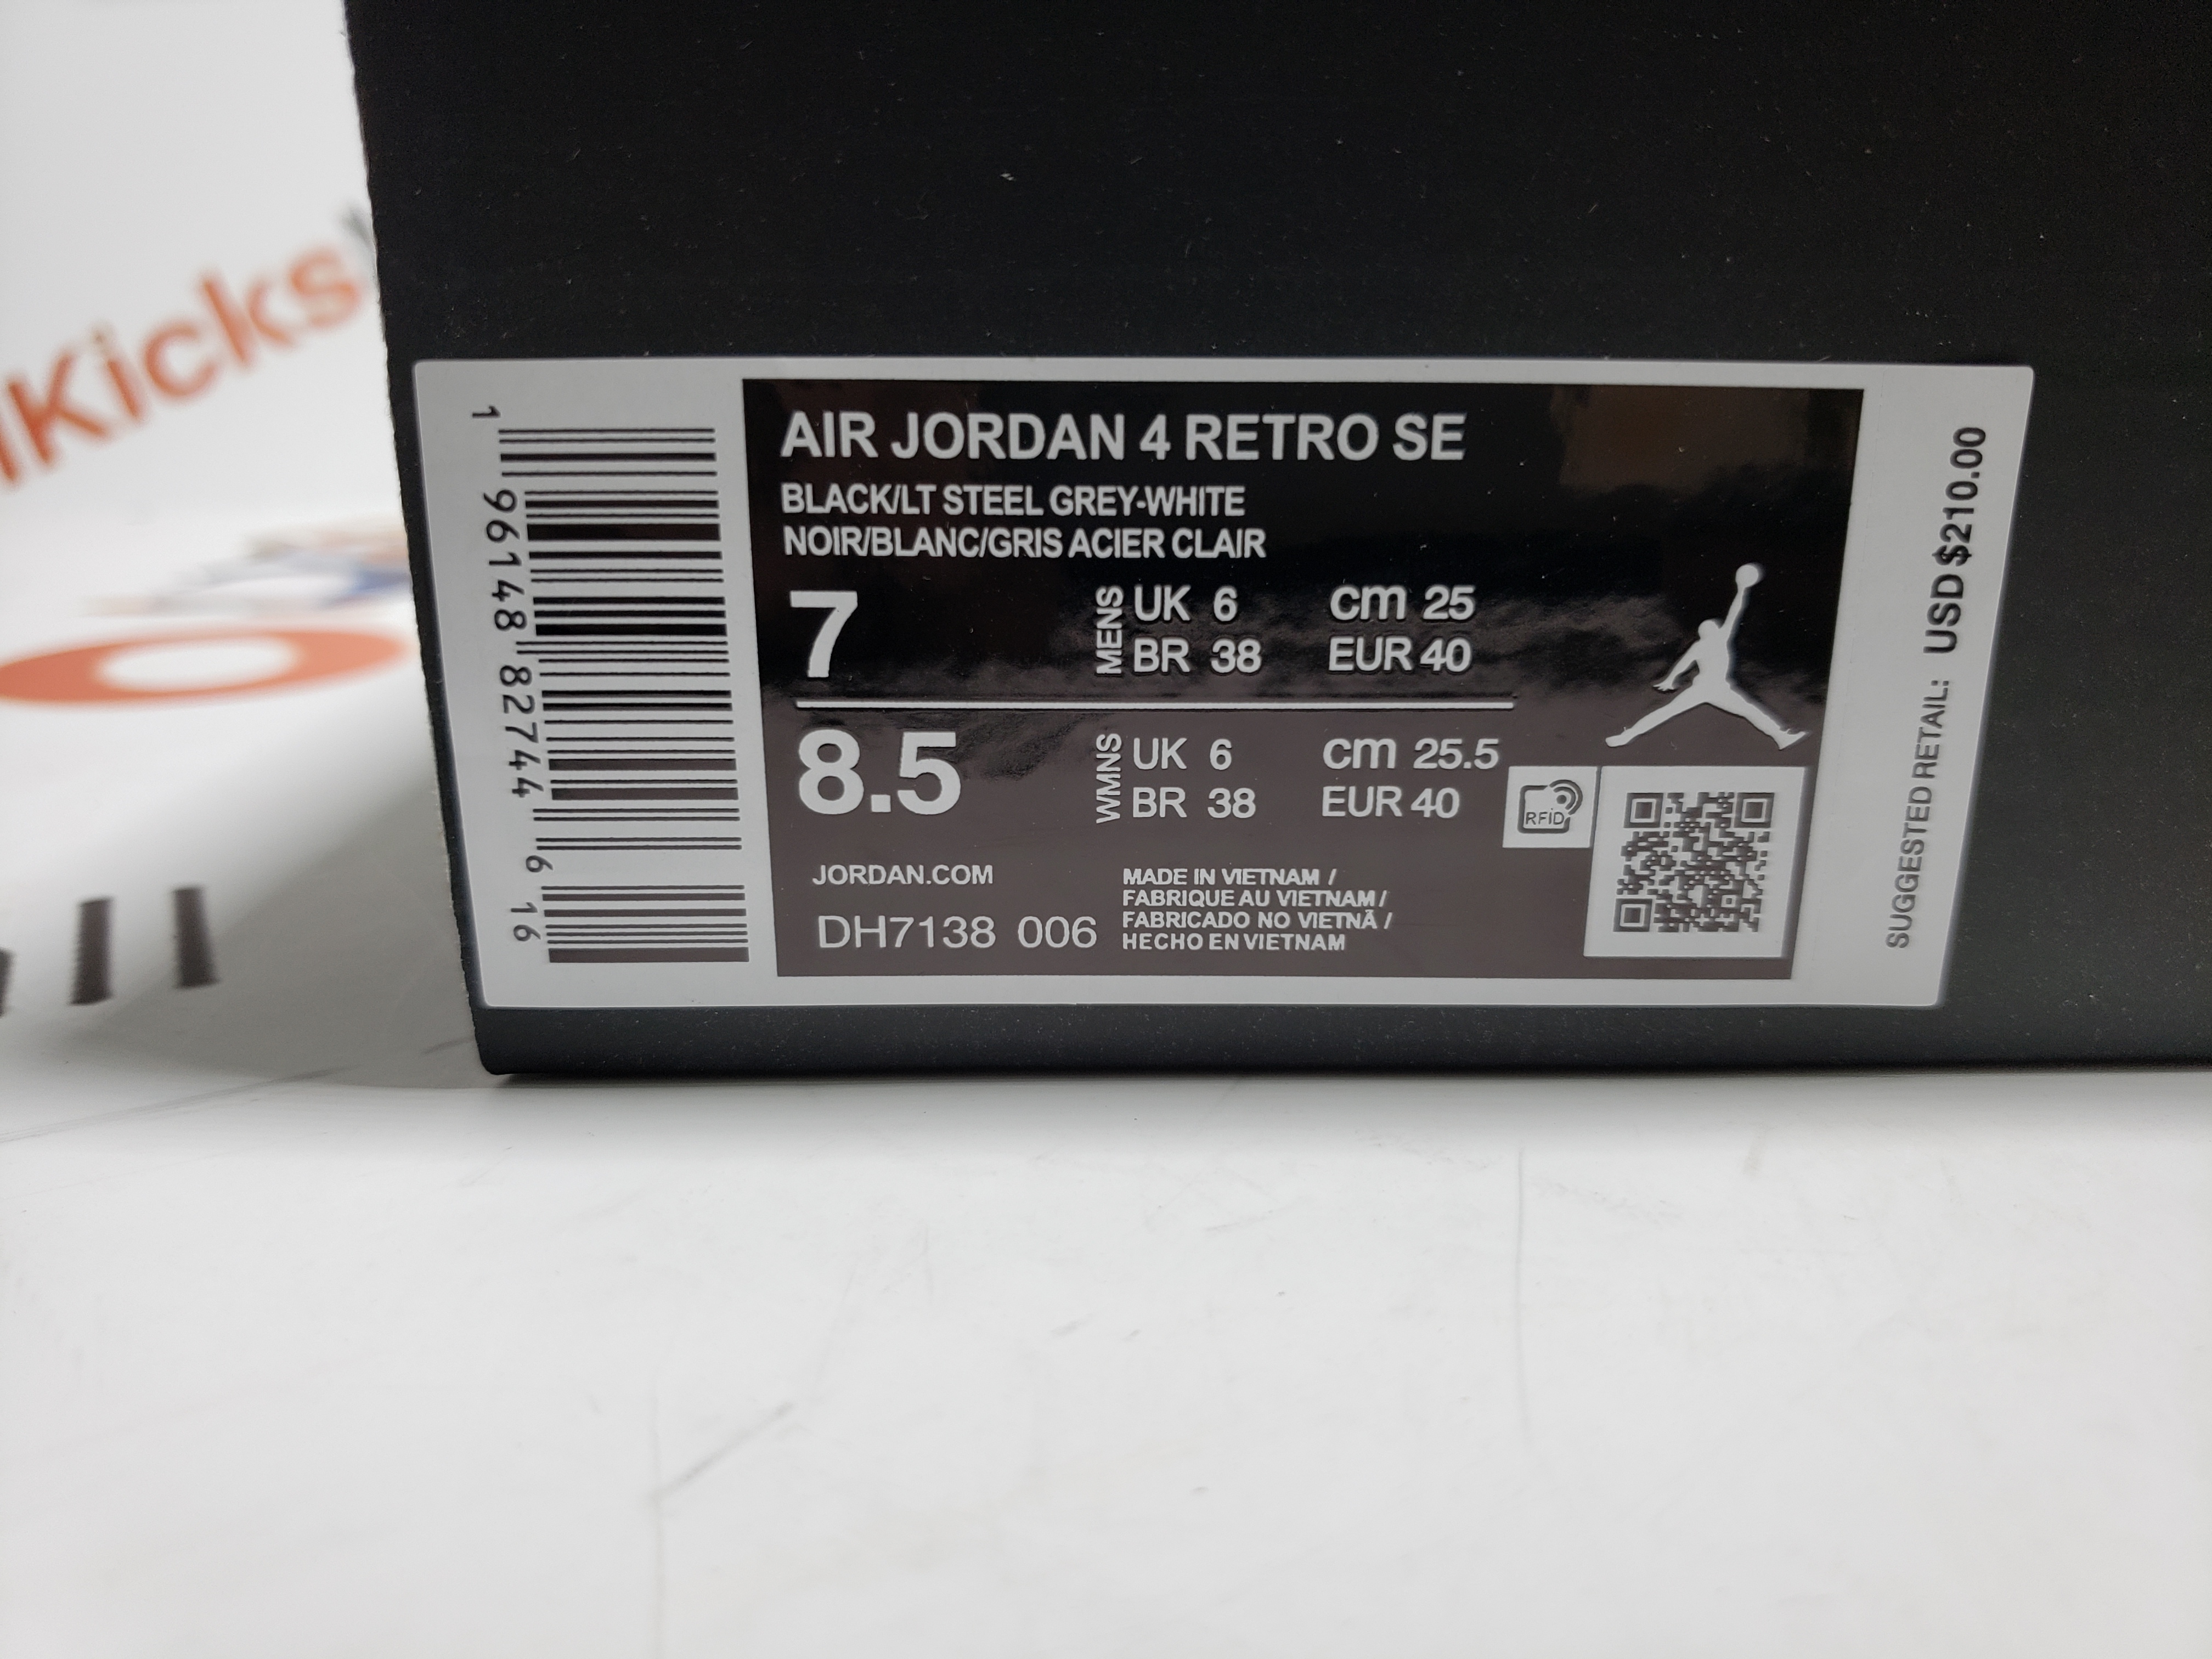 Kicks
1 96148 82744 6 16
AIR JORDAN 4 RETRO SE
BLACK/LT STEEL GREY-WHITE
NOIR/BLANC/GRIS ACIER CLAIR
7 MENS UK 6 cm 25
BR 38 EUR 40
8.5 WMNS UK 6 cm 25.5
BR 38 EUR 40
RFID
JORDAN.COM
DH7138 006
MADE IN VIETNAM /
FABRIQUE AU VIETNAM /
FABRICADO NO VIETNÃ /
HECHO EN VIETNAM
SUGGESTED RETAIL: USD$210.00